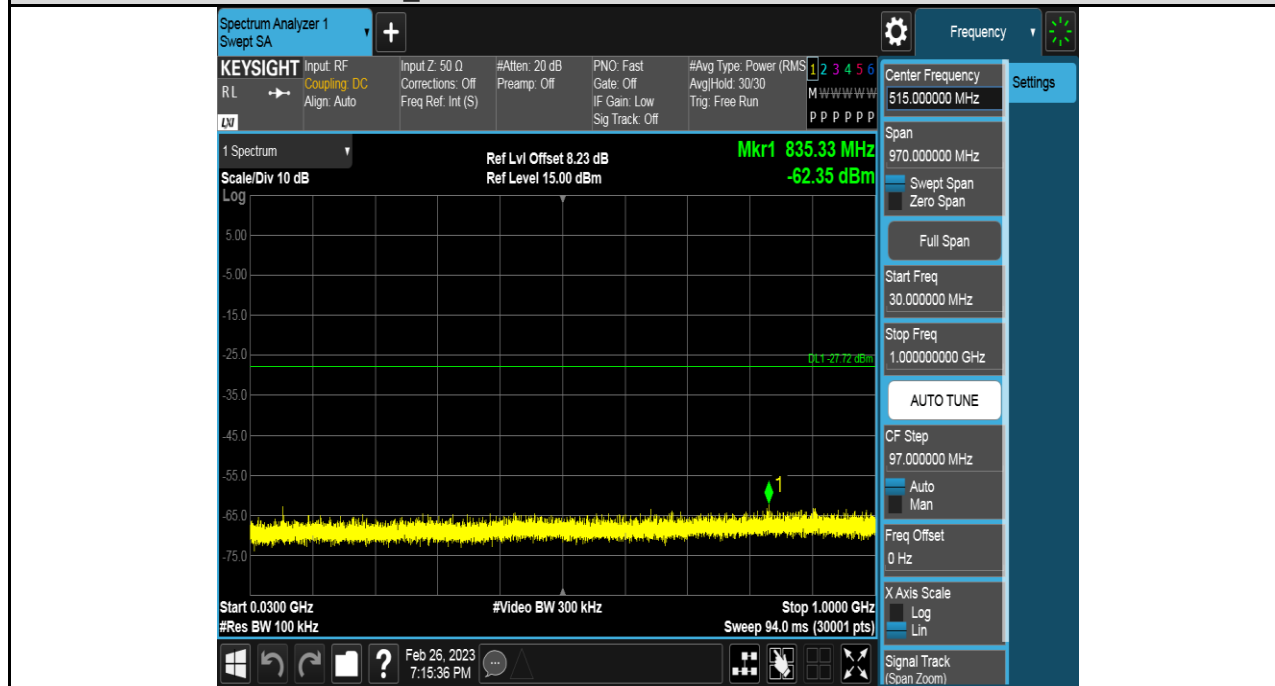 Spectrum Analyzer 1
Swept SA
+
Frequency
KEYSIGHT
RL
LXI
Input: RF
Coupling: DC
Align: Auto
Input Z: 50 Ω
Corrections: Off
Freq Ref: Int (S)
#Atten: 20 dB
Preamp: Off
PNO: Fast
Gate: Off
IF Gain: Low
Sig Track: Off
#Avg Type: Power (RMS
Avg|Hold: 30/30
Trig: Free Run
1 2 3 4 5 6
M W W W W W
P P P P P P
1 Spectrum
Scale/Div 10 dB
Ref Lvl Offset 8.23 dB
Ref Level 15.00 dBm
Mkr1 835.33 MHz
-62.35 dBm
Log
5.00
-5.00
-15.0
-25.0
-35.0
-45.0
-55.0
-65.0
-75.0
DL1 -27.72 dBm
1
Start 0.0300 GHz
#Res BW 100 kHz
#Video BW 300 kHz
Stop 1.0000 GHz
Sweep 94.0 ms (30001 pts)
?
Feb 26, 2023
7:15:36 PM
Center Frequency
515.000000 MHz
Span
970.000000 MHz
Swept Span
Zero Span
Full Span
Start Freq
30.000000 MHz
Stop Freq
1.000000000 GHz
AUTO TUNE
CF Step
97.000000 MHz
Auto
Man
Freq Offset
0 Hz
X Axis Scale
Log
Lin
Signal Track
(Span Zoom)
Settings